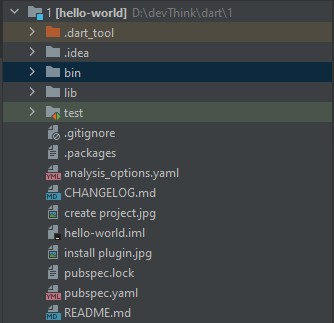 1 [hello-world] D:\devThink\dart\1
.dart_tool
.idea
bin
lib
test
.gitignore
.packages
analysis_options.yaml
CHANGELOG.md
create project.jpg
hello-world.iml
install plugin.jpg
pubspec.lock
pubspec.yaml
README.md